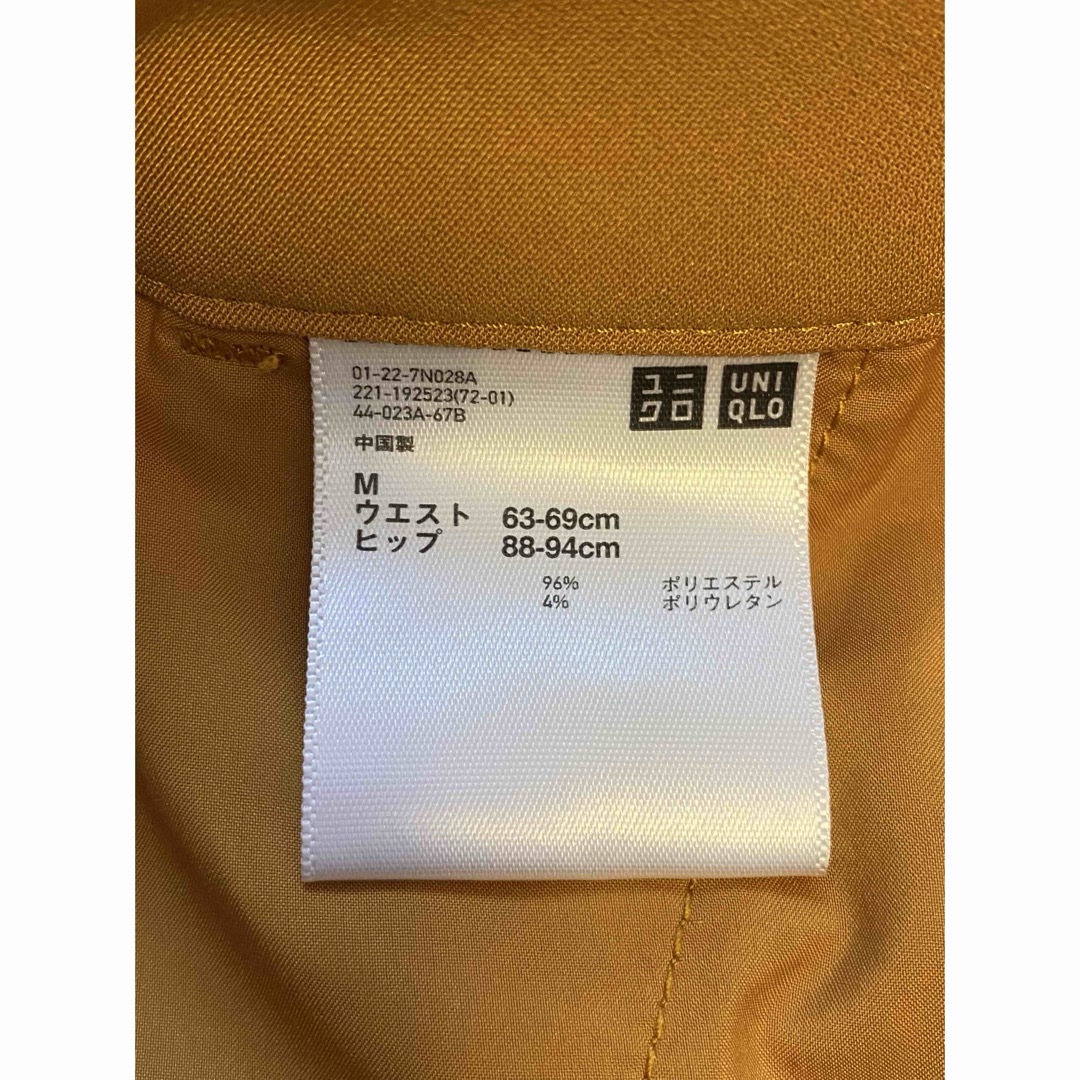 01-22-7N028A
221-192523(72-01)
44-023A-67B
中国製
ユニ
クロ
UNI
QLO
M
ウエスト 63-69cm
ヒップ 88-94cm
96% ポリエステル
4% ポリウレタン